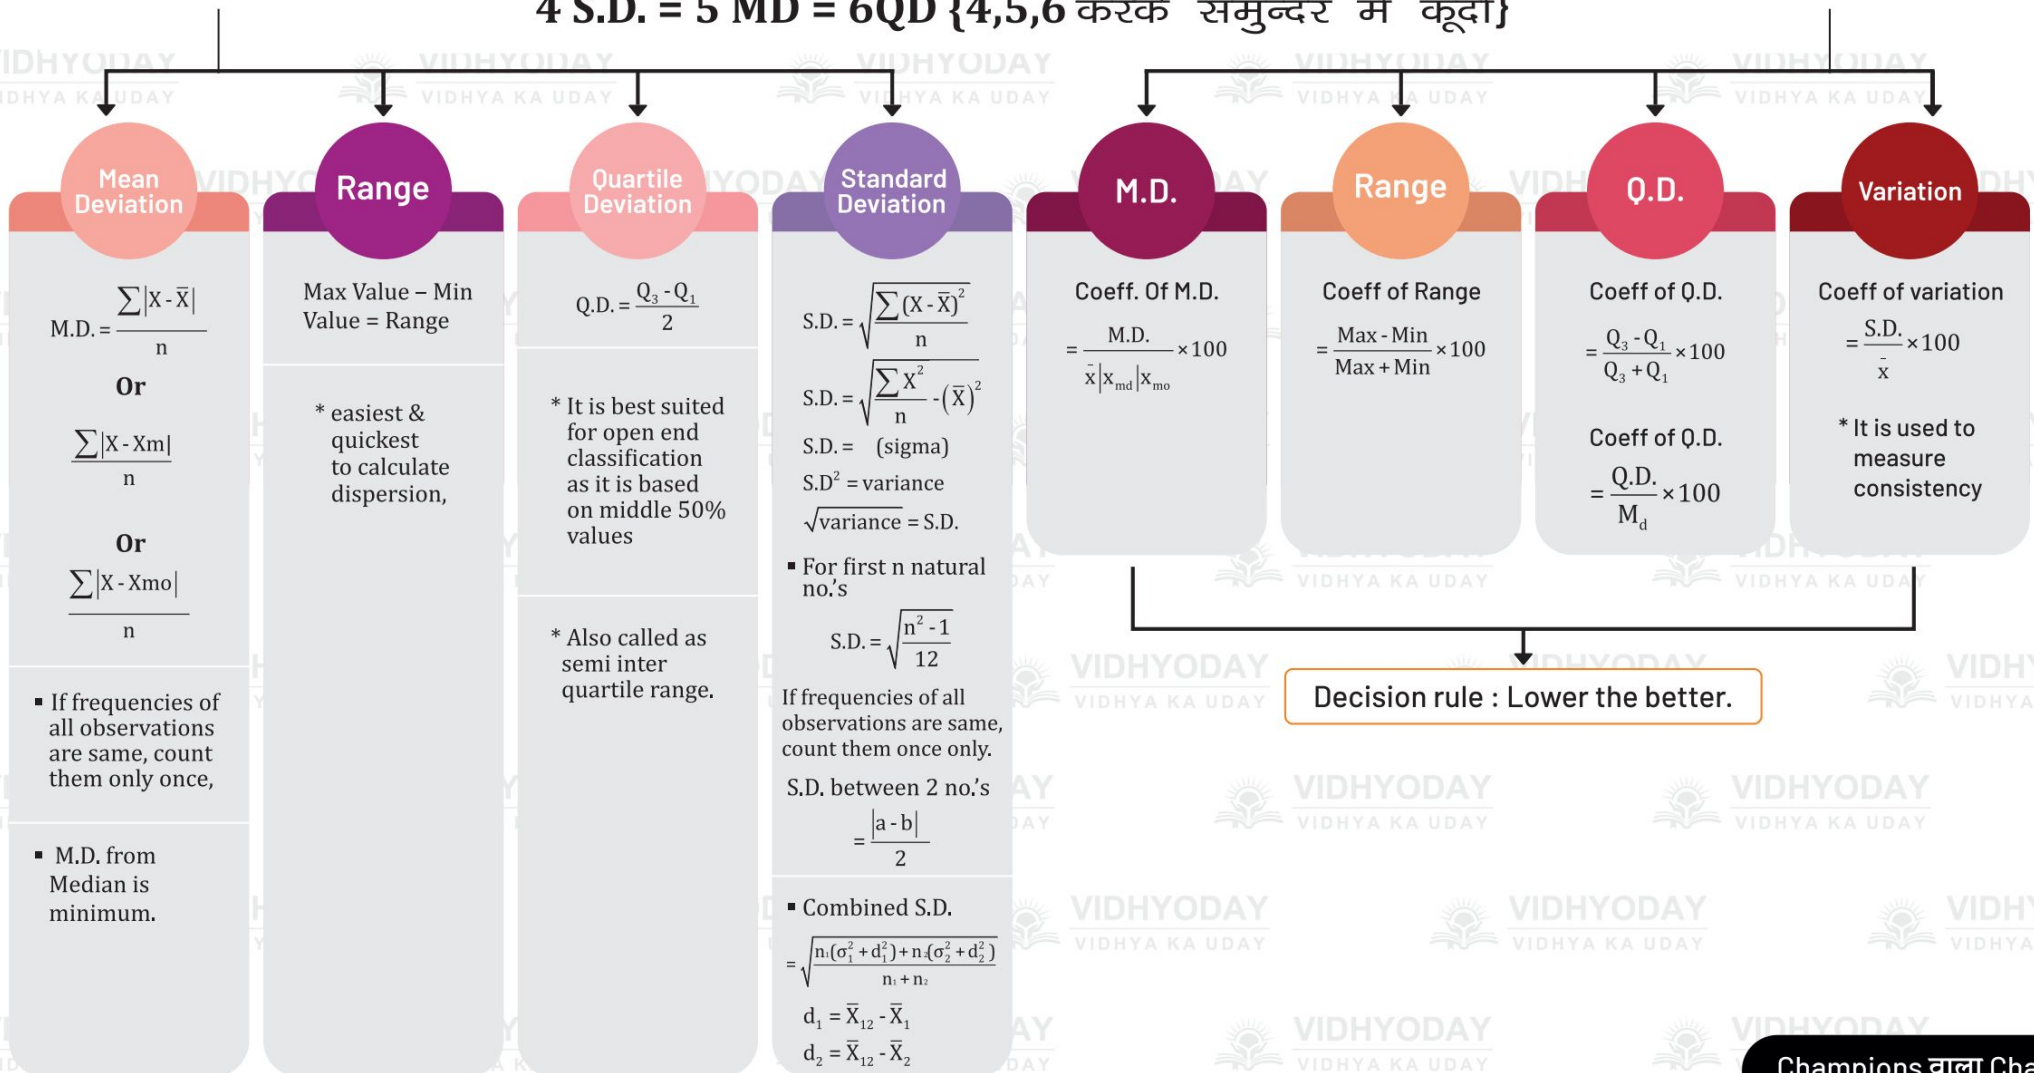 4 S.D. = 5 MD = 6QD {4,5,6 करके समुन्दर में कूदा}
Mean
Deviation
M.D. = ∑|X - X̅| / n
Or
∑|X - Xm| / n
Or
∑|X - Xmo| / n
▪ If frequencies of
all observations
are same, count
them only once,
▪ M.D. from
Median is
minimum.
Range
Max Value – Min
Value = Range
* easiest &
quickest
to calculate
dispersion,
Quartile
Deviation
Q.D. = Q₃ - Q₁ / 2
* It is best suited
for open end
classification
as it is based
on middle 50%
values
* Also called as
semi inter
quartile range.
Standard
Deviation
S.D. = √(∑(X - X̅)² / n)
S.D. = √(∑X² / n - (X̅)²)
S.D. = (sigma)
S.D² = variance
√variance = S.D.
▪ For first n natural
no.'s
S.D. = √(n² - 1 / 12)
If frequencies of all
observations are same,
count them once only.
S.D. between 2 no.'s
= |a - b| / 2
▪ Combined S.D.
= √(n₁(σ₁² + d₁²) + n₂(σ₂² + d₂²) / n₁ + n₂)
d₁ = X̅₁₂ - X̅₁
d₂ = X̅₁₂ - X̅₂
M.D.
Coeff. Of M.D.
= M.D. / x̄|x_md|x_mo × 100
Range
Coeff of Range
= Max - Min / Max + Min × 100
Q.D.
Coeff of Q.D.
= Q₃ - Q₁ / Q₃ + Q₁ × 100
Coeff of Q.D.
= Q.D. / M_d × 100
Variation
Coeff of variation
= S.D. / x̄ × 100
* It is used to
measure
consistency
Decision rule : Lower the better.
Champions वाला Cha
VIDHYODAY
VIDHYA KA UDAY